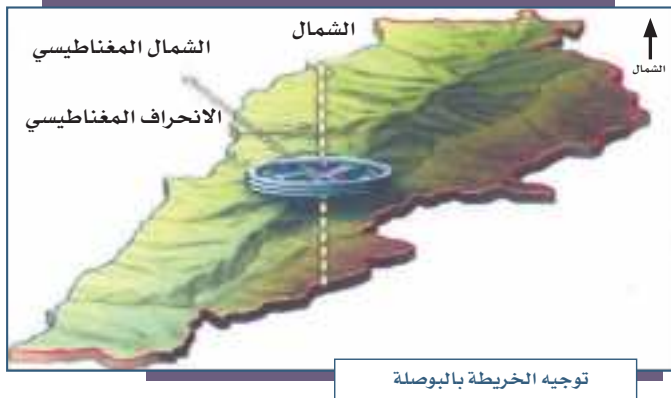 الشمال
الشمال المغناطيسي
الشمال
الانحراف المغناطيسي
توجيه الخريطة بالبوصلة